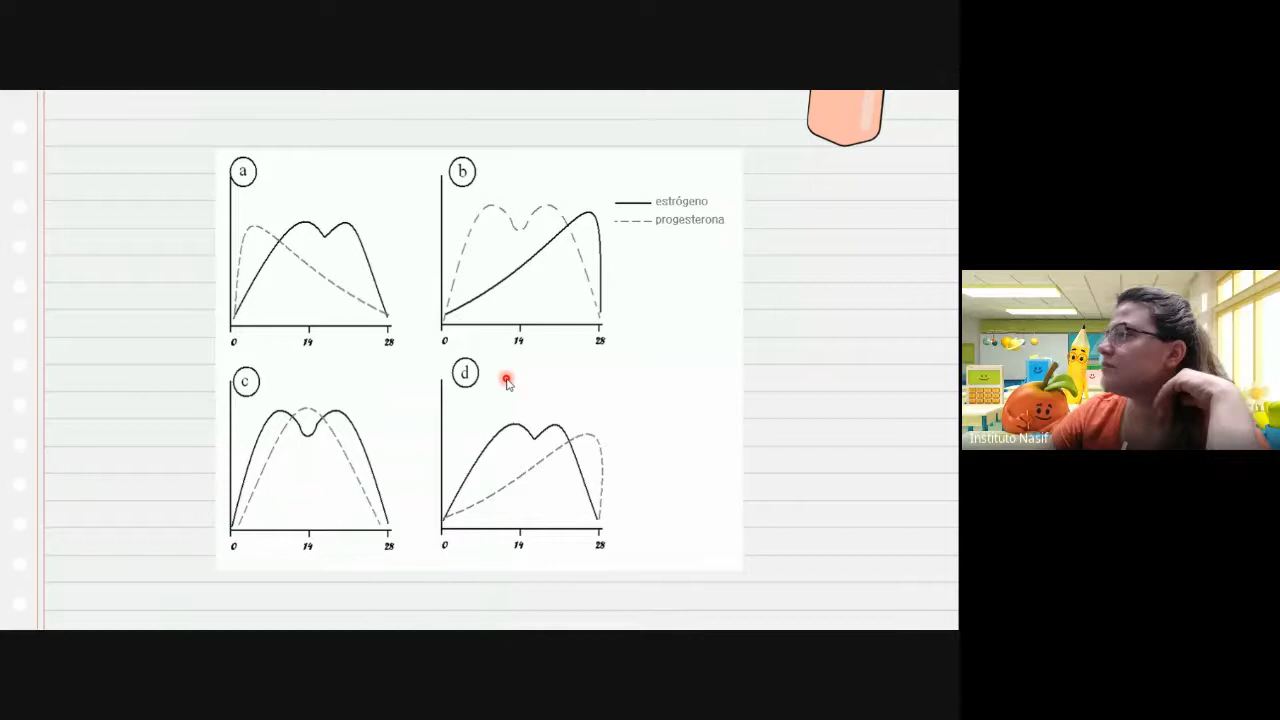 a
b
estrógeno
progesterona
0 14 28
0 14 28
c
d
0 14 28
0 14 28
Instituto Nasif